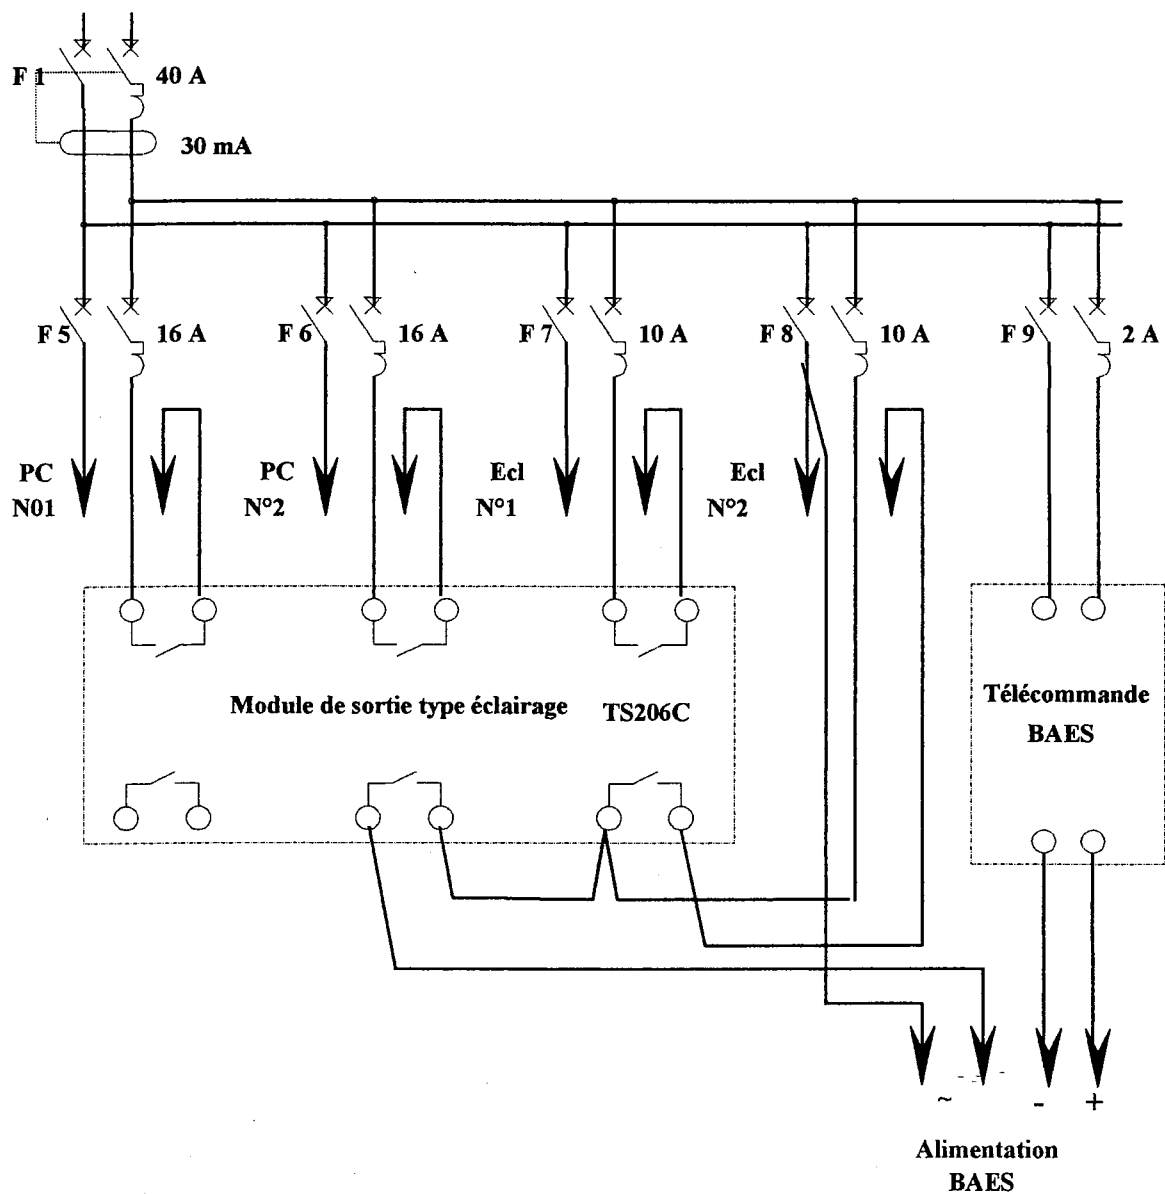 F 1
40 A
30 mA
F 5
16 A
F 6
16 A
F 7
10 A
F 8
10 A
F 9
2 A
PC
N01
PC
N°2
Ecl
N°1
Ecl
N°2
Module de sortie type éclairage
TS206C
Télécommande
BAES
~
-
+
Alimentation
BAES